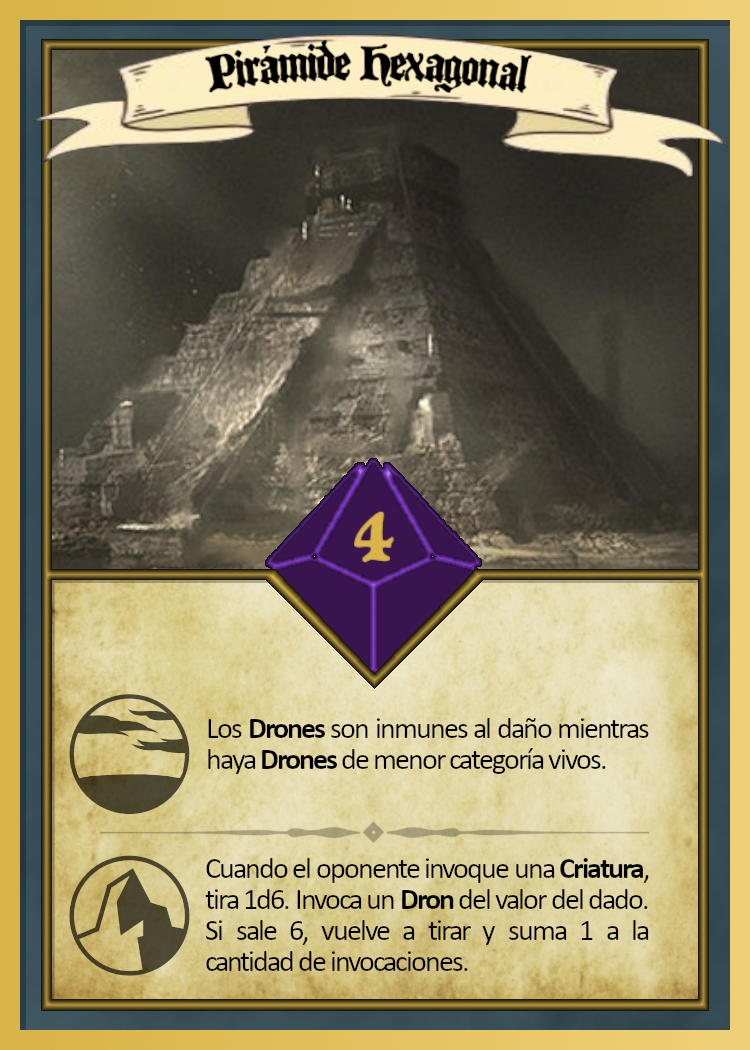 Pirámide Hexagonal
4
Los Drones son inmunes al daño mientras
haya Drones de menor categoría vivos.
Cuando el oponente invoque una Criatura,
tira 1d6. Invoca un Dron del valor del dado.
Si sale 6, vuelve a tirar y suma 1 a la
cantidad de invocaciones.